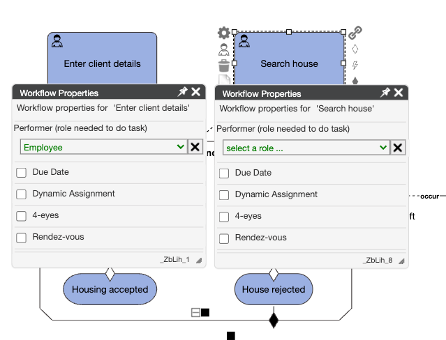 Enter client details
Search house
Workflow Properties
Workflow properties for 'Enter client details'
Performer (role needed to do task)
Employee
Due Date
Dynamic Assignment
4-eyes
Rendez-vous
_ZbLih_1
Workflow Properties
Workflow properties for 'Search house'
Performer (role needed to do task)
select a role ...
Due Date
Dynamic Assignment
4-eyes
Rendez-vous
_ZbLih_8
occur
Housing accepted
House rejected